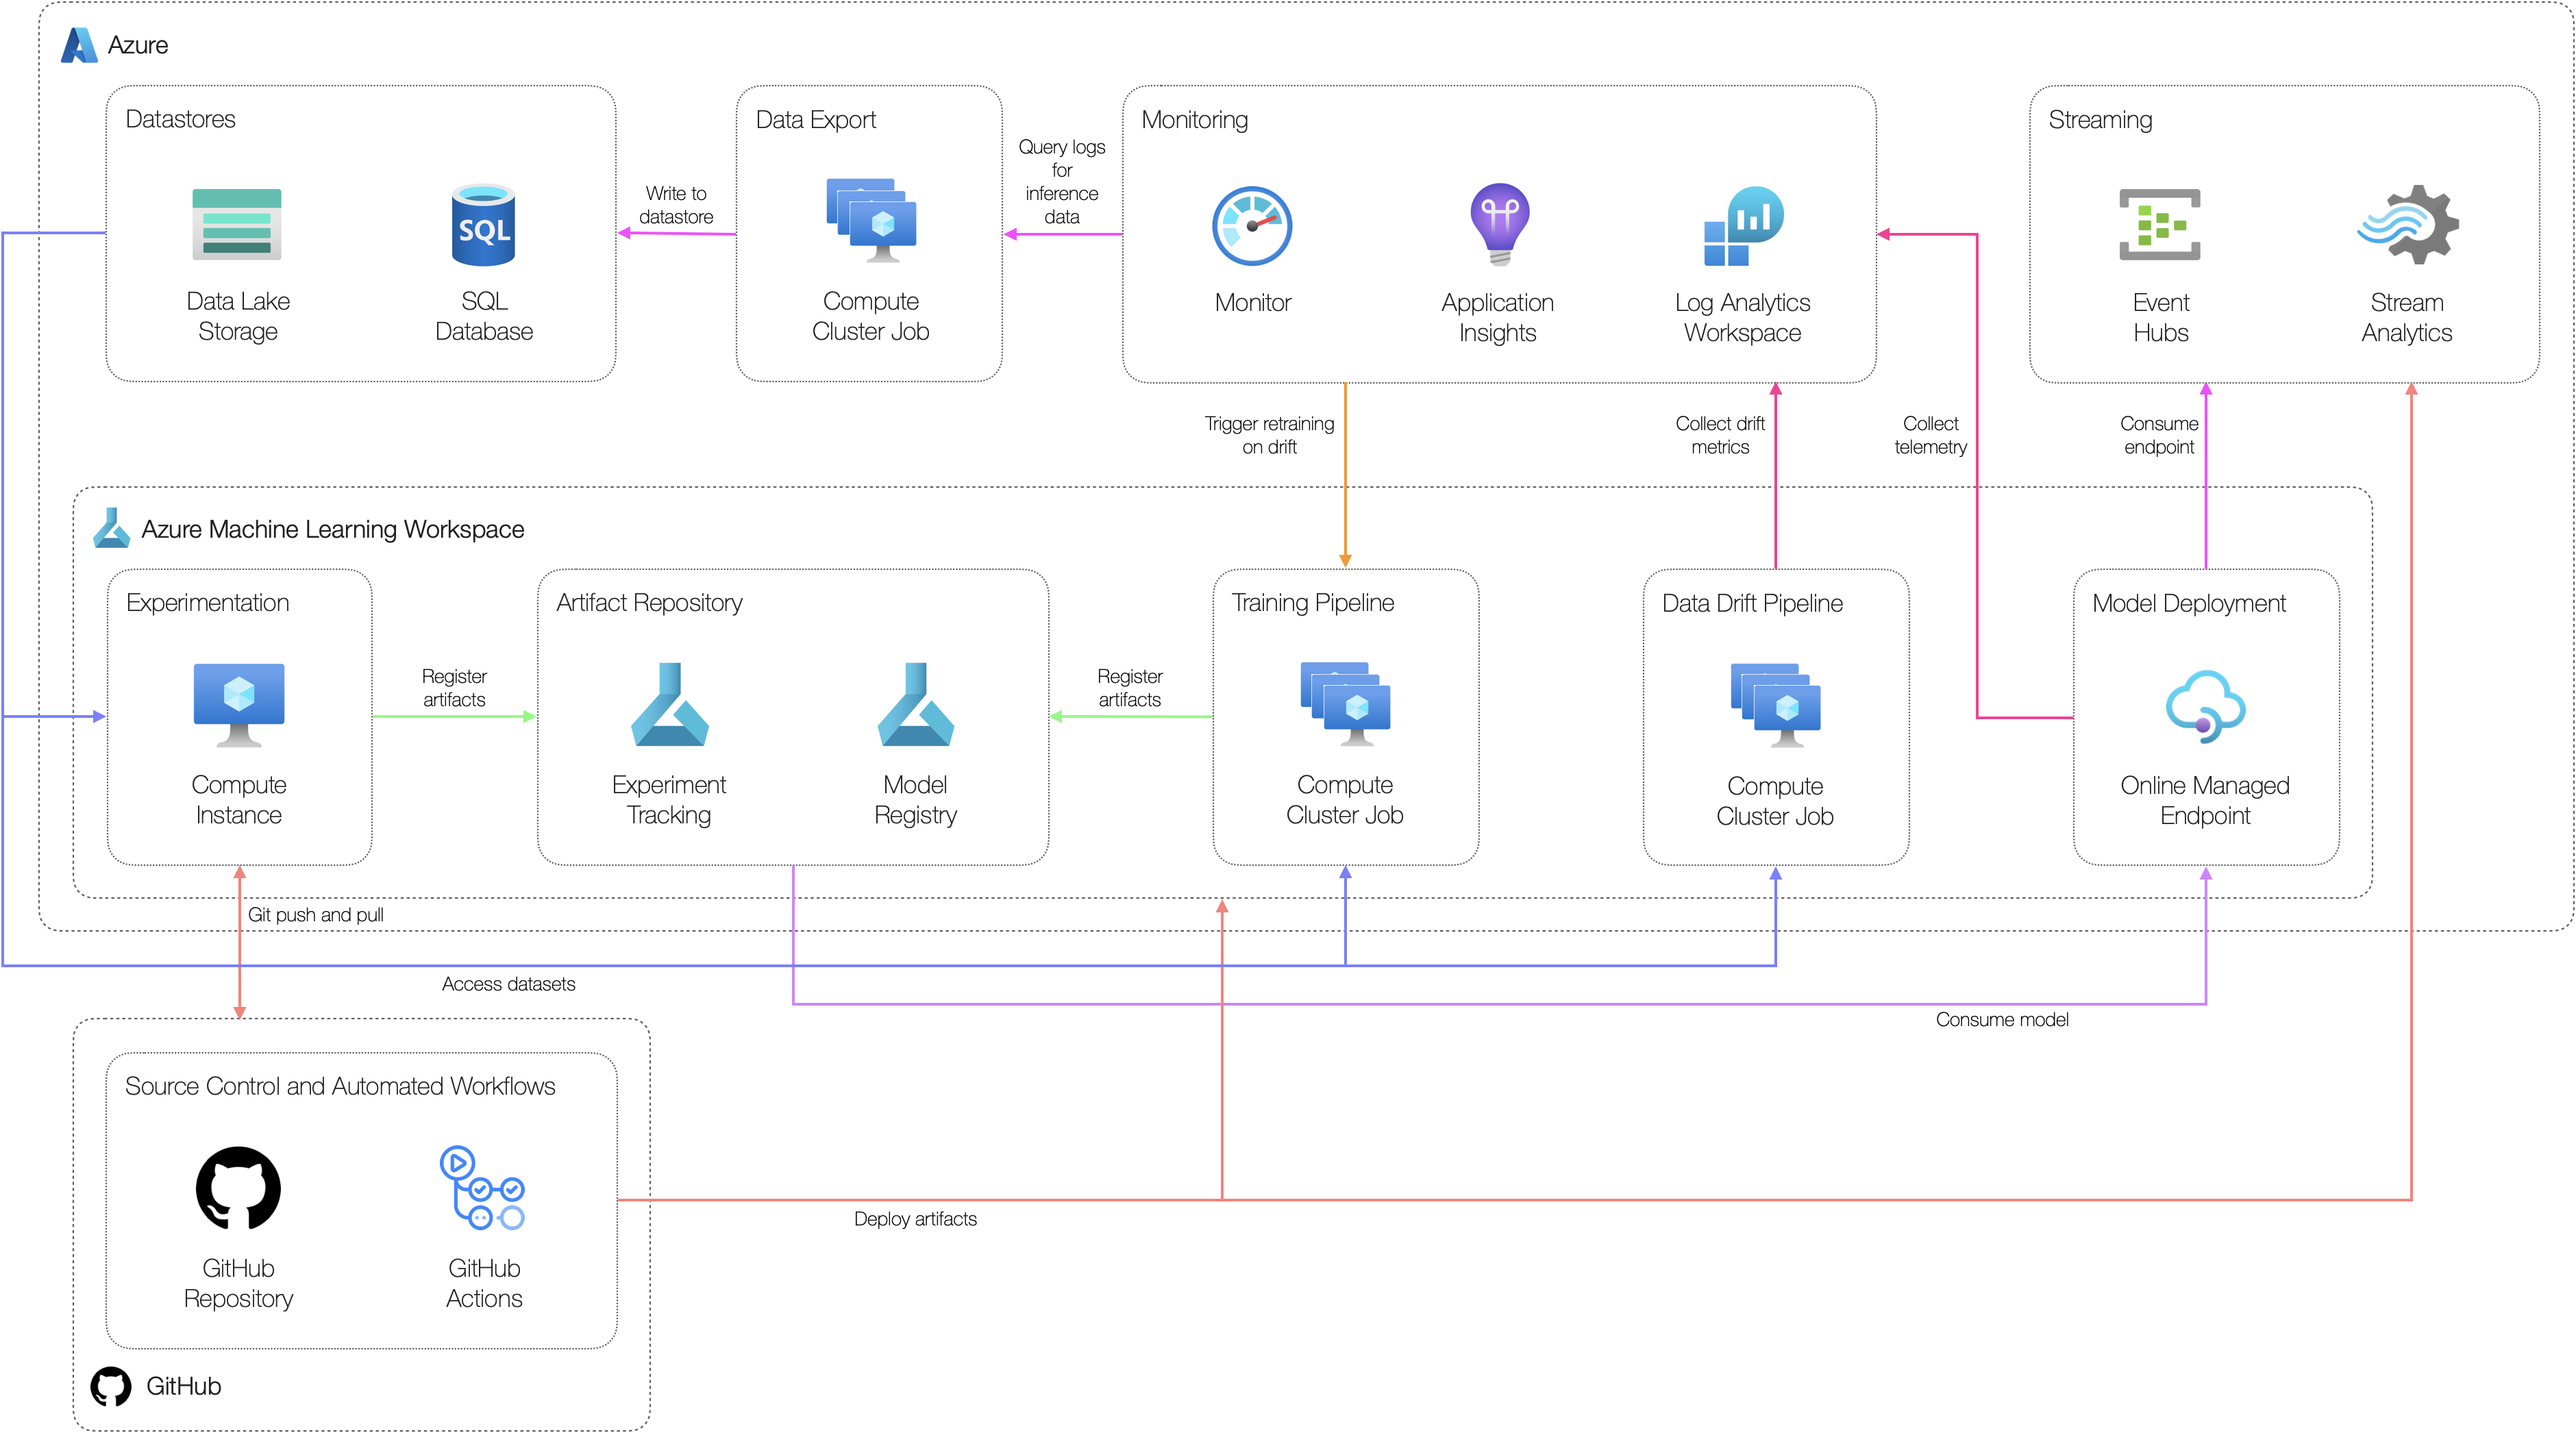 Azure
Datastores
Data Lake
Storage
SQL
SQL
Database
Write to
datastore
Data Export
Compute
Cluster Job
Query logs
for
inference
data
Monitoring
Monitor
Application
Insights
Log Analytics
Workspace
Streaming
Event
Hubs
Stream
Analytics
Trigger retraining
on drift
Collect drift
metrics
Collect
telemetry
Consume
endpoint
Azure Machine Learning Workspace
Experimentation
Compute
Instance
Register
artifacts
Artifact Repository
Experiment
Tracking
Model
Registry
Register
artifacts
Training Pipeline
Compute
Cluster Job
Data Drift Pipeline
Compute
Cluster Job
Model Deployment
Online Managed
Endpoint
Git push and pull
Access datasets
Consume model
Source Control and Automated Workflows
GitHub
Repository
GitHub
Actions
Deploy artifacts
GitHub